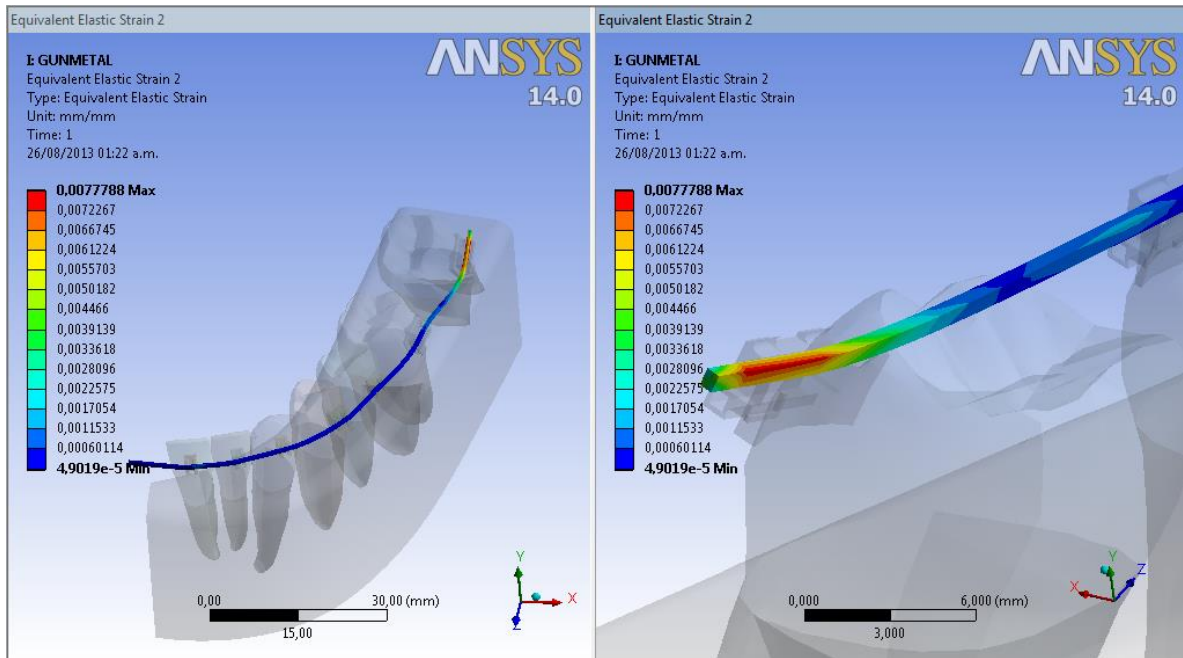 Equivalent Elastic Strain 2
I: GUNMETAL
Equivalent Elastic Strain 2
Type: Equivalent Elastic Strain
Unit: mm/mm
Time: 1
26/08/2013 01:22 a.m.
ANSYS
14.0
0,0077788 Max
0,0072267
0,0066745
0,0061224
0,0055703
0,0050182
0,004466
0,0039139
0,0033618
0,0028096
0,0022575
0,0017054
0,0011533
0,00060114
4,9019e-5 Min
0,00
30,00 (mm)
15,00
Y
X
Z
Equivalent Elastic Strain 2
I: GUNMETAL
Equivalent Elastic Strain 2
Type: Equivalent Elastic Strain
Unit: mm/mm
Time: 1
26/08/2013 01:22 a.m.
ANSYS
14.0
0,0077788 Max
0,0072267
0,0066745
0,0061224
0,0055703
0,0050182
0,004466
0,0039139
0,0033618
0,0028096
0,0022575
0,0017054
0,0011533
0,00060114
4,9019e-5 Min
0,000
6,000 (mm)
3,000
Y
Z
X